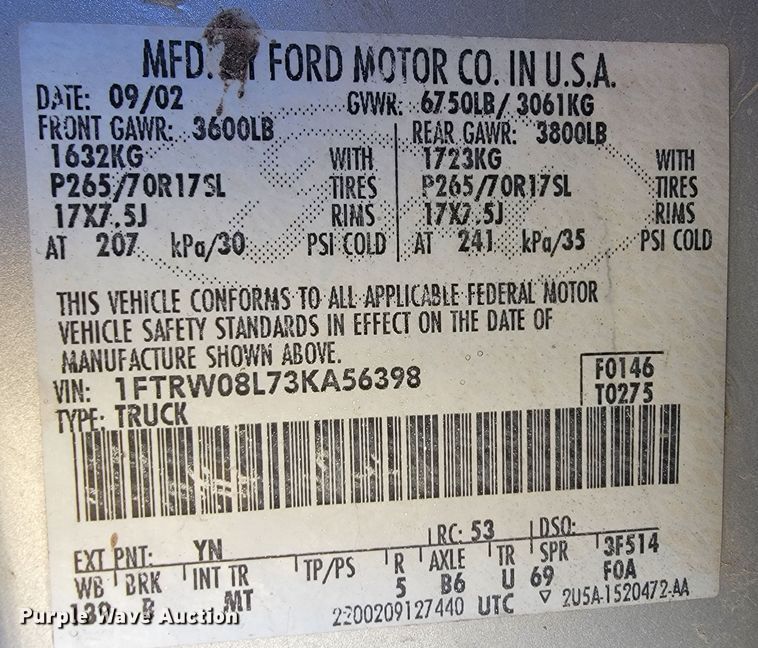 MFD. BY FORD MOTOR CO. IN U.S.A.
DATE: 09/02 GVWR: 6750LB/ 3061KG
FRONT GAWR: 3600LB REAR GAWR: 3800LB
1632KG WITH 1723KG WITH
P265/70R17SL TIRES P265/70R17SL TIRES
17X7.5J RIMS 17X7.5J RIMS
AT 207 kPa/30 PSI COLD AT 241 kPa/35 PSI COLD
THIS VEHICLE CONFORMS TO ALL APPLICABLE FEDERAL MOTOR
VEHICLE SAFETY STANDARDS IN EFFECT ON THE DATE OF
MANUFACTURE SHOWN ABOVE.
VIN: 1FTRW08L73KA56398 F0146
TYPE: TRUCK T0275
EXT PNT: YN RC: 53 DSO:
WB BRK INT TR TP/PS R AXLE TR SPR 3F514
139 B MT 5 B6 U 69 F0A
2200209127440 UTC ▽ 2U5A-1520472-AA
Purple Wave Auction